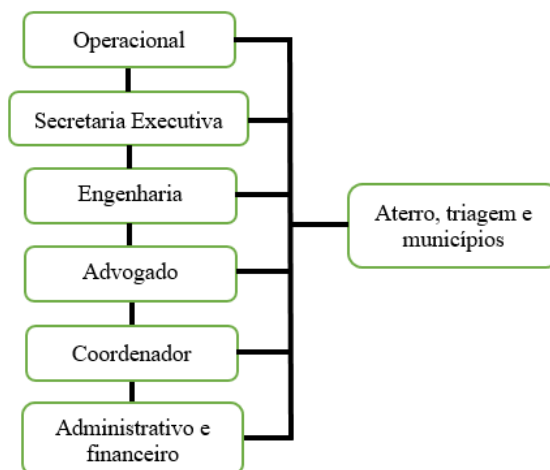 Operacional
Secretaria Executiva
Engenharia
Advogado
Coordenador
Administrativo e
financeiro
Aterro, triagem e
municípios